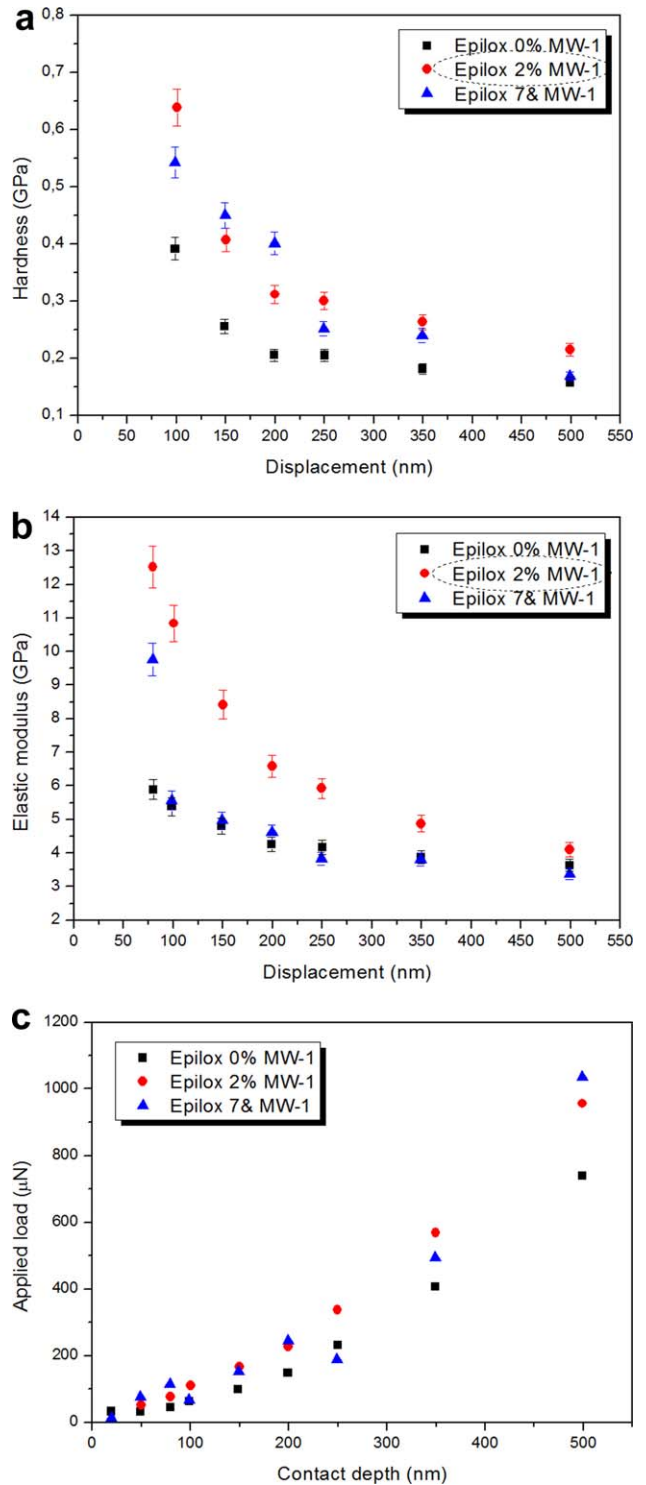 a
0,8
0,7
0,6
0,5
0,4
0,3
0,2
0,1
Hardness (GPa)
Epilox 0% MW-1
Epilox 2% MW-1
Epilox 7& MW-1
0 50 100 150 200 250 300 350 400 450 500 550
Displacement (nm)
b
14
13
12
11
10
9
8
7
6
5
4
3
2
Elastic modulus (GPa)
Epilox 0% MW-1
Epilox 2% MW-1
Epilox 7& MW-1
0 50 100 150 200 250 300 350 400 450 500 550
Displacement (nm)
c
1200
1000
800
600
400
200
0
Applied load (μN)
Epilox 0% MW-1
Epilox 2% MW-1
Epilox 7& MW-1
0 100 200 300 400 500
Contact depth (nm)